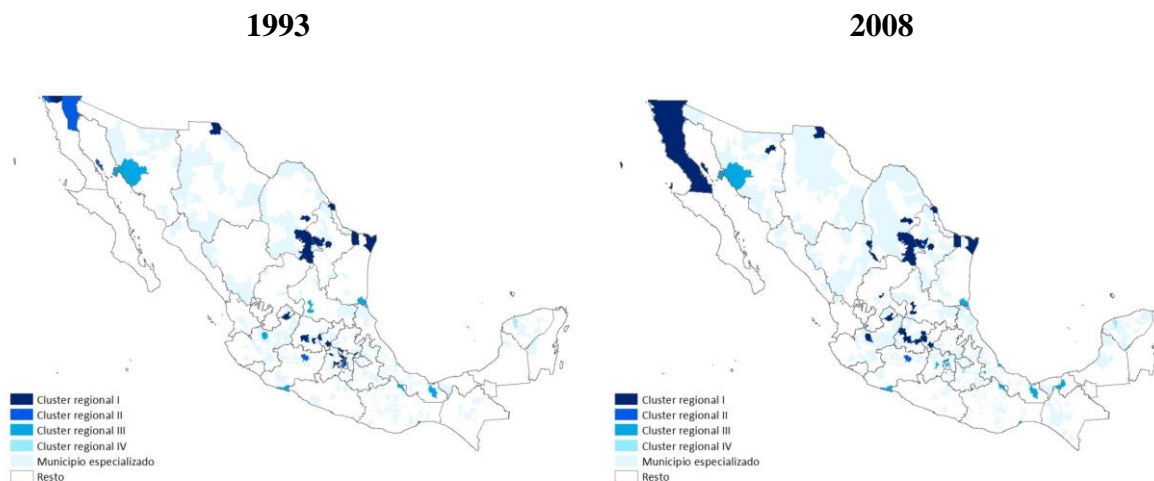 1993
2008
Cluster regional I
Cluster regional II
Cluster regional III
Cluster regional IV
Municipio especializado
Resto
Cluster regional I
Cluster regional II
Cluster regional III
Cluster regional IV
Municipio especializado
Resto